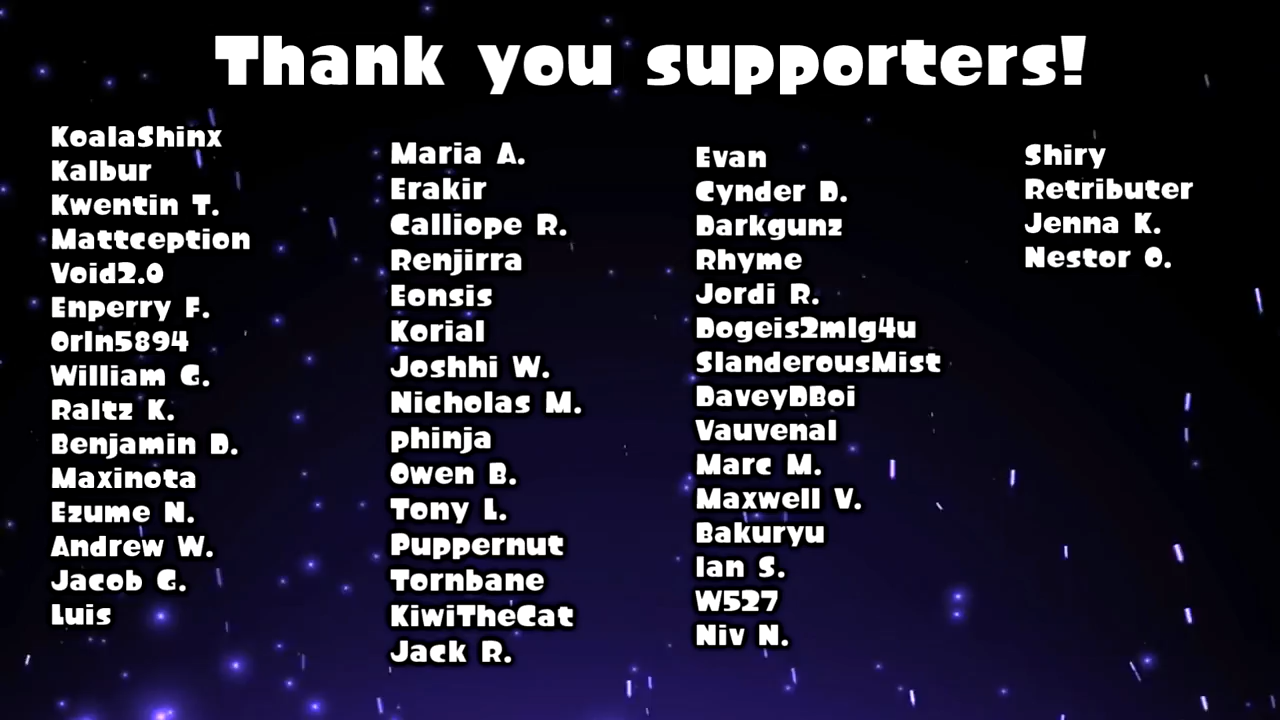 Thank you supporters!
KoalaShinx
Kalbur
Kwentin T.
Mattception
Void2.0
Enperry F.
Orln5894
William G.
Raltz K.
Benjamin D.
Maxinota
Ezume N.
Andrew W.
Jacob G.
Luis
Maria A.
Erakir
Calliope R.
Renjirra
Eonsis
Korial
Joshhi W.
Nicholas M.
phinja
Owen B.
Tony L.
Puppernut
Tornbane
KiwiTheCat
Jack R.
Evan
Cynder D.
Darkgunz
Rhyme
Jordi R.
Dogeis2mlg4u
SlanderousMist
DaveyDBoi
Vauvenal
Marc M.
Maxwell V.
Bakuryu
Ian S.
W527
Niv N.
Shiry
Retributer
Jenna K.
Nestor O.